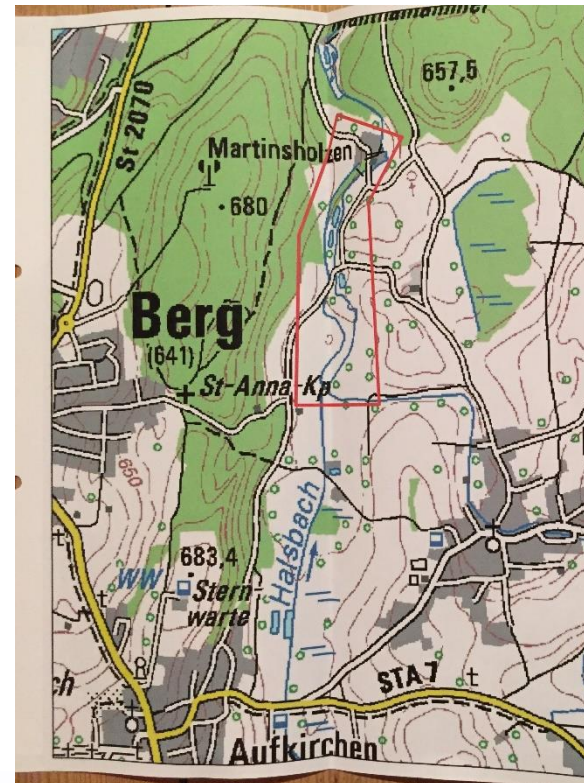 657,5
St 2070
Martinsholzen
680
Berg
(641)
St-Anna-Kp
650
Halsbach
683,4
WW
Stern-
warte
STA 7
Aufkirchen